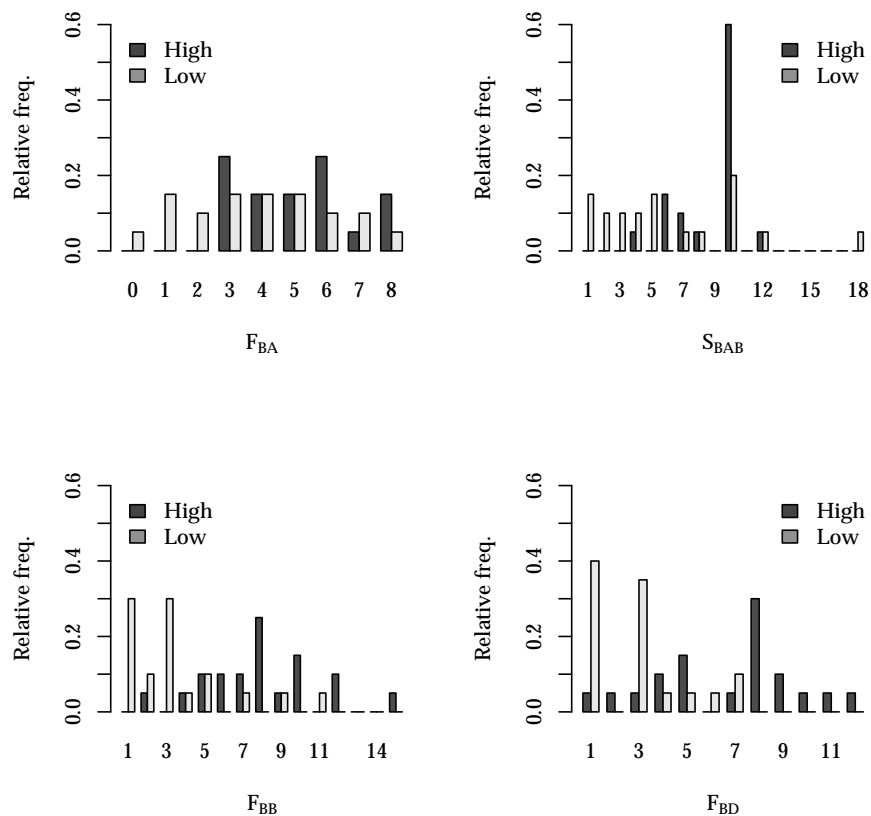 High
Low
Relative freq.
0.0 0.2 0.4 0.6
0 1 2 3 4 5 6 7 8
F_BA
High
Low
Relative freq.
0.0 0.2 0.4 0.6
1 3 5 7 9 12 15 18
S_BAB
High
Low
Relative freq.
0.0 0.2 0.4 0.6
1 3 5 7 9 11 14
F_BB
High
Low
Relative freq.
0.0 0.2 0.4 0.6
1 3 5 7 9 11
F_BD